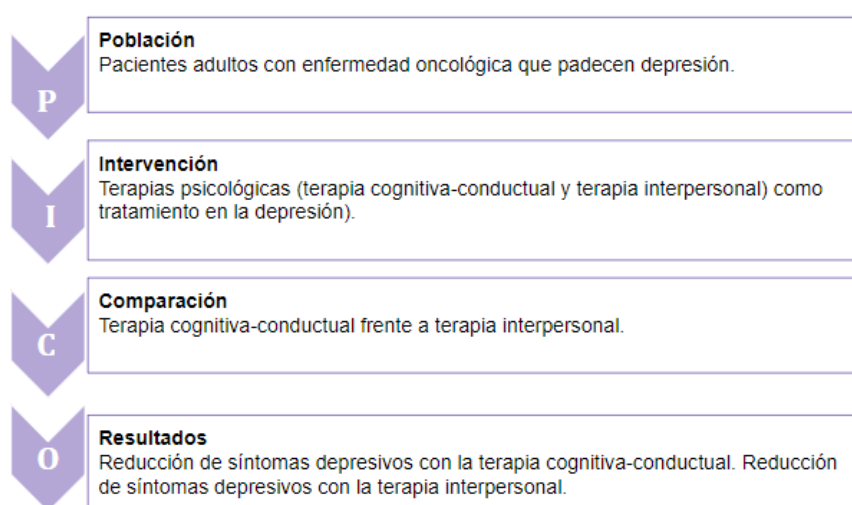 P
Población
Pacientes adultos con enfermedad oncológica que padecen depresión.
I
Intervención
Terapias psicológicas (terapia cognitiva-conductual y terapia interpersonal) como
tratamiento en la depresión).
C
Comparación
Terapia cognitiva-conductual frente a terapia interpersonal.
O
Resultados
Reducción de síntomas depresivos con la terapia cognitiva-conductual. Reducción
de síntomas depresivos con la terapia interpersonal.